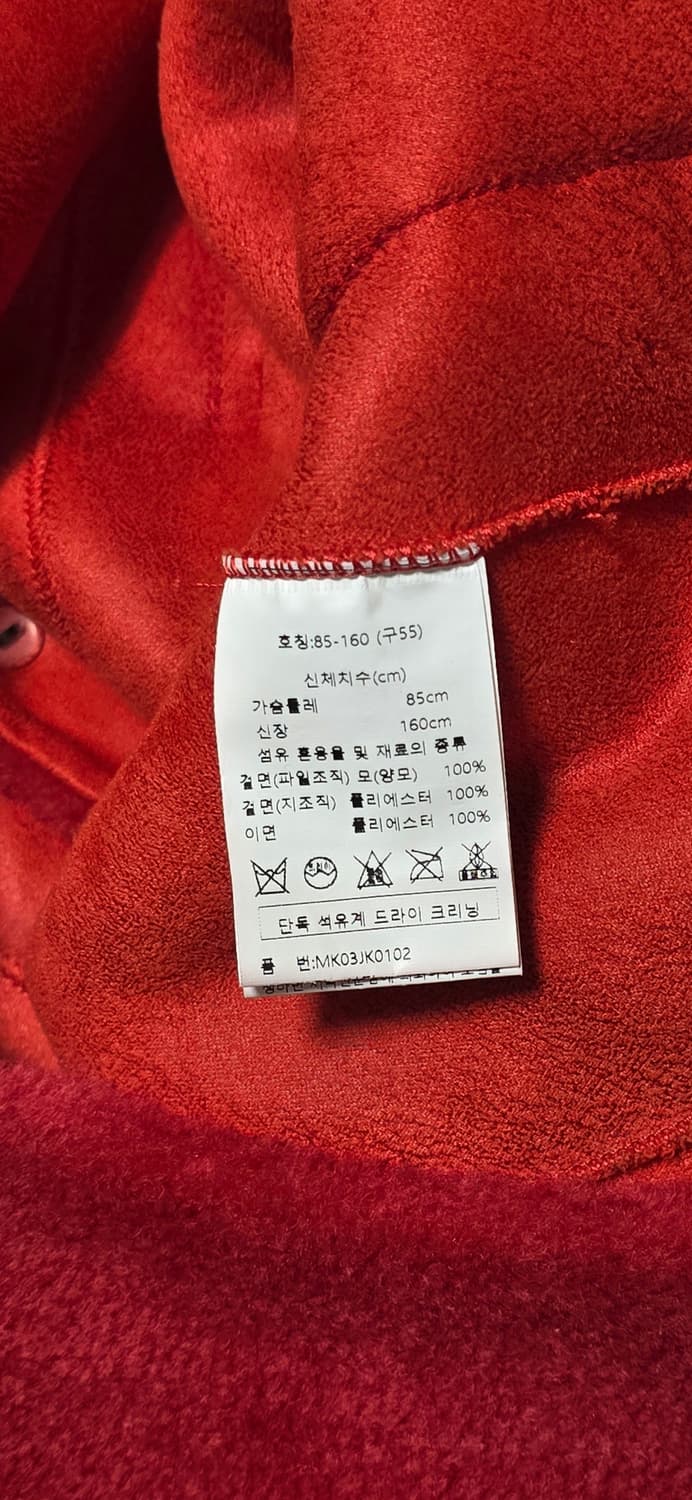 호칭:85-160 (구55)
신체치수(cm)
가슴둘레 85cm
신장 160cm
섬유 혼용율 및 재료의 종류
겉면(파일조직) 모(양모) 100%
겉면(지조직) 폴리에스터 100%
이면 폴리에스터 100%
드라이
단독 석유계 드라이 크리닝
품 번:MK03JK0102